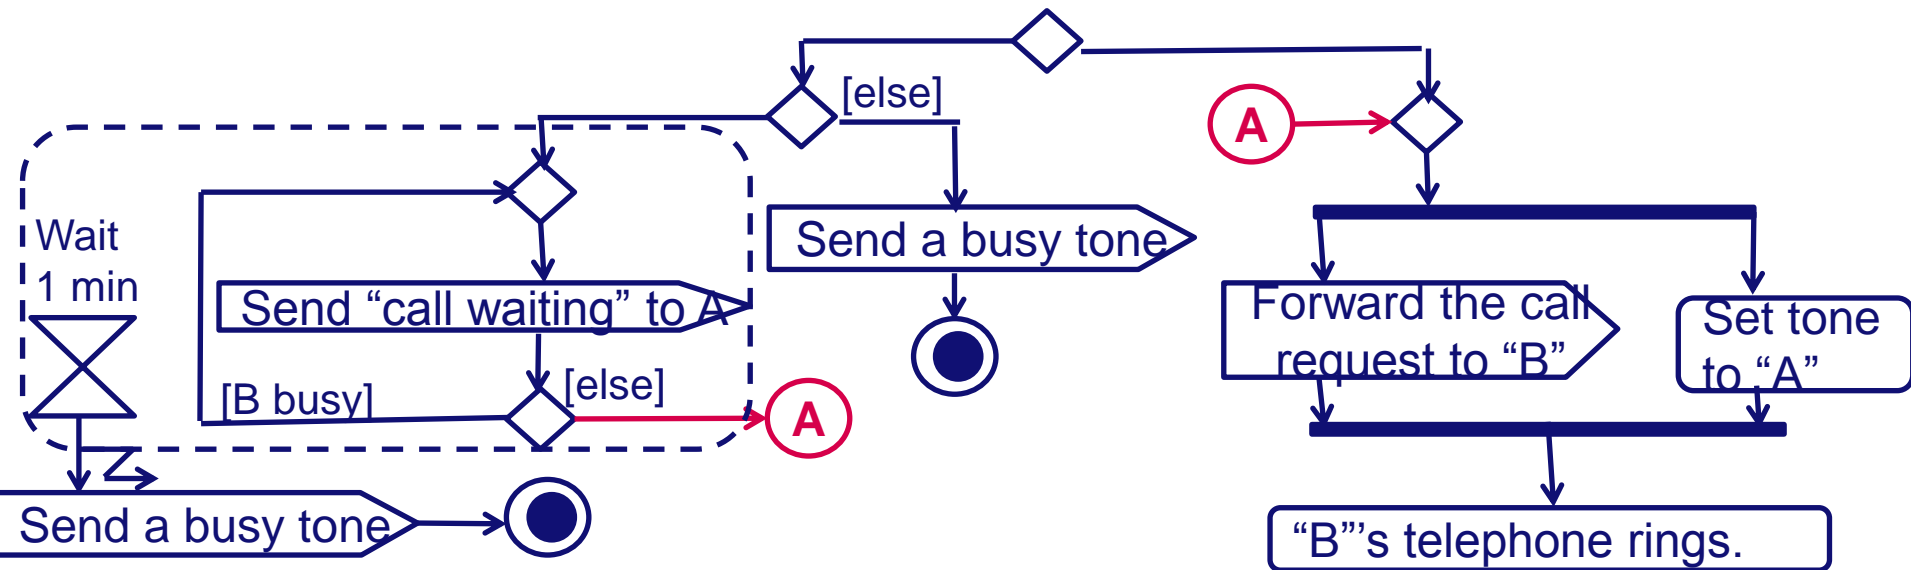 [else]
A
Wait
1 min
Send a busy tone
Send “call waiting” to A
Forward the call
request to “B”
Set tone
to “A”
[B busy]
[else]
A
Send a busy tone
“B”’s telephone rings.